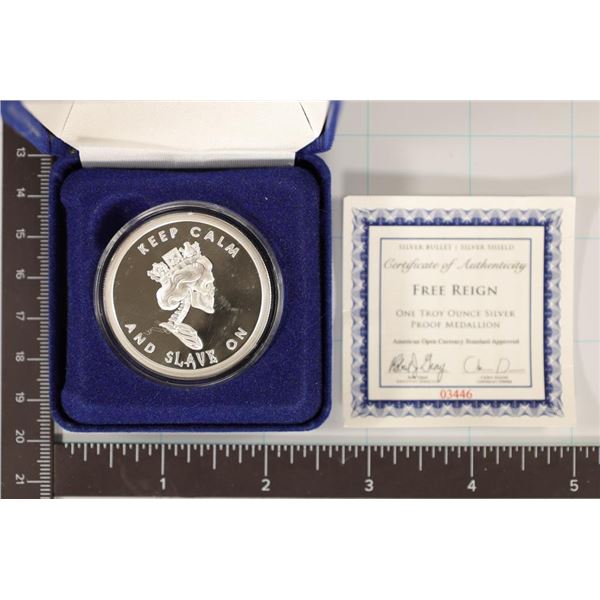 KEEP CALM
AND SLAVE ON
SILVER BULLET / SILVER SHIELD
Certificate of Authenticity
FREE REIGN
ONE TROY OUNCE SILVER
PROOF MEDALLION
American Open Currency Standard Approved
03446
13
14
15
16
17
18
19
20
21
1
2
3
4
5